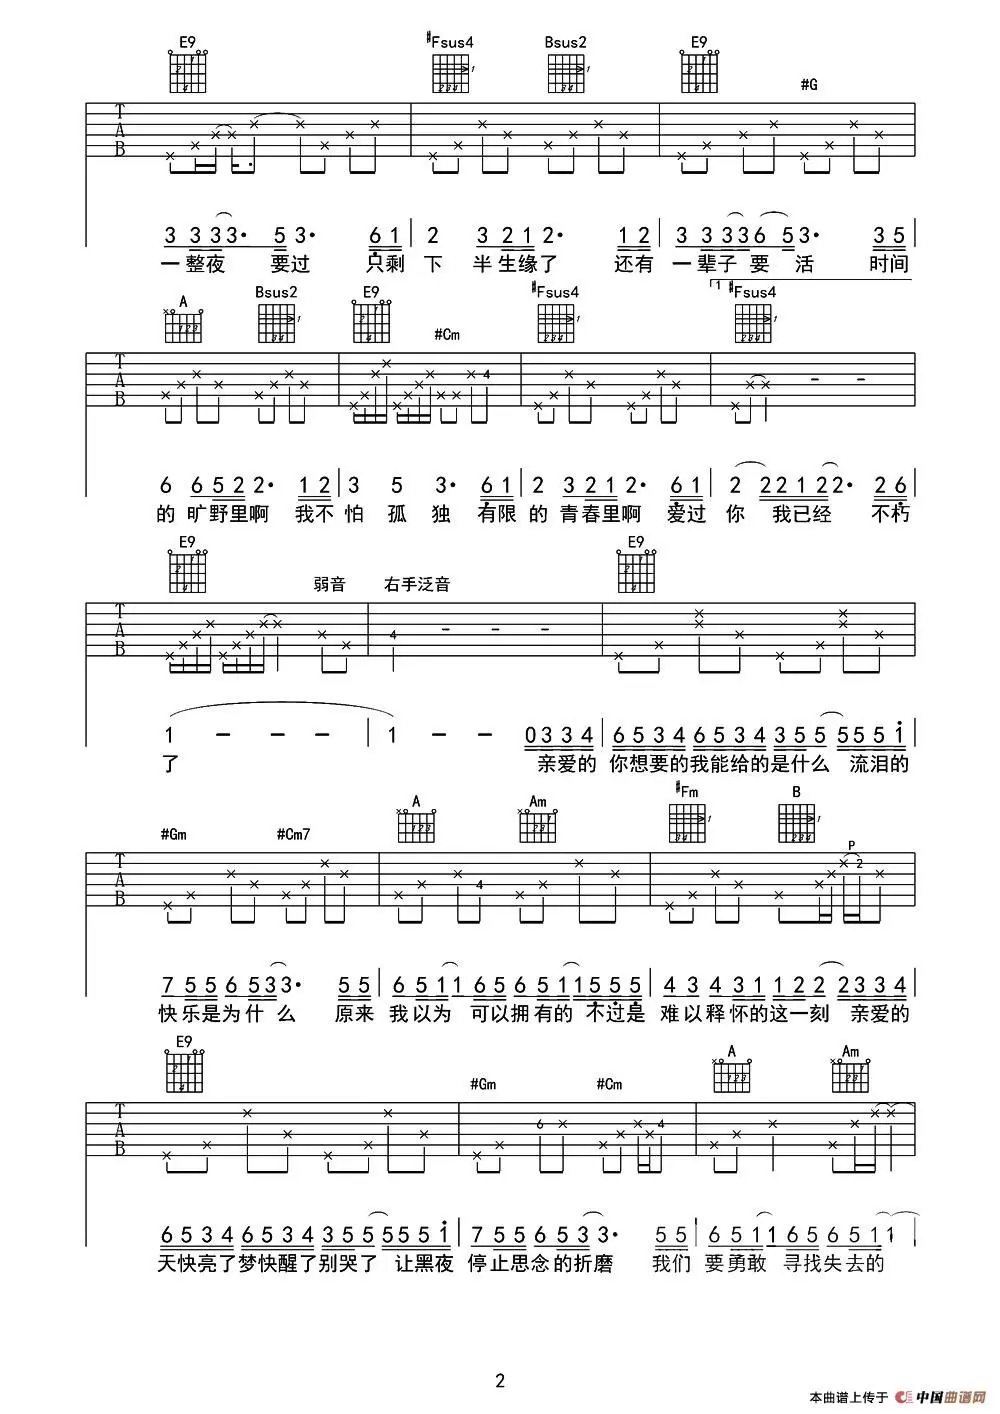 E9 #Fsus4 Bsus2 E9 #G
T A B
3 3 3 3 3· 5 3· 6 1 2 3 2 1 2· 1 2 3 3 3 3 6 5 3· 3 5
一整夜 要过 只剩 下 半生缘了 还有 一辈子 要 活 时间
A Bsus2 E9 #Cm #Fsus4 1 #Fsus4
T A B 4 - -
6 6 5 2 2· 1 2 3 5 3· 6 1 2 3 2 1 2· 6 1 2 2 2 1 2 2· 2 6
的 旷野里啊 我不 怕 孤 独 有限 的 青春里啊 爱过 你 我已经 不朽
E9 弱音 右手泛音 E9
T A B 4 - - -
1 - - - 1 - - 0 3 3 4 6 5 3 4 6 5 3 4 3 5 5 5 5 5 1
了 亲爱的 你想要的我能给的是什么 流泪的
#Gm #Cm7 A Am #Fm B
T A B 4 P 2
7 5 5 6 5 3 3· 5 5 6 5 1 1 6 5 6 5 1 1 5 5 5 4 3 4 3 1 1 2 2 2 3 3 4
快乐是为什么 原来 我以为 可以拥有的 不过是 难以释怀的这一刻 亲爱的
E9 #Gm #Cm A Am
T A B 6 4
6 5 3 4 6 5 3 4 3 5 5 5 5 5 1 7 5 5 6 5 3 3· 5 5 6 5 1 1 6 5 6 5 1 1
天快亮了梦快醒了别哭了 让黑夜 停止思念的折磨 我们 要勇敢 寻找失去的
2
本曲谱上传于 中国曲谱网